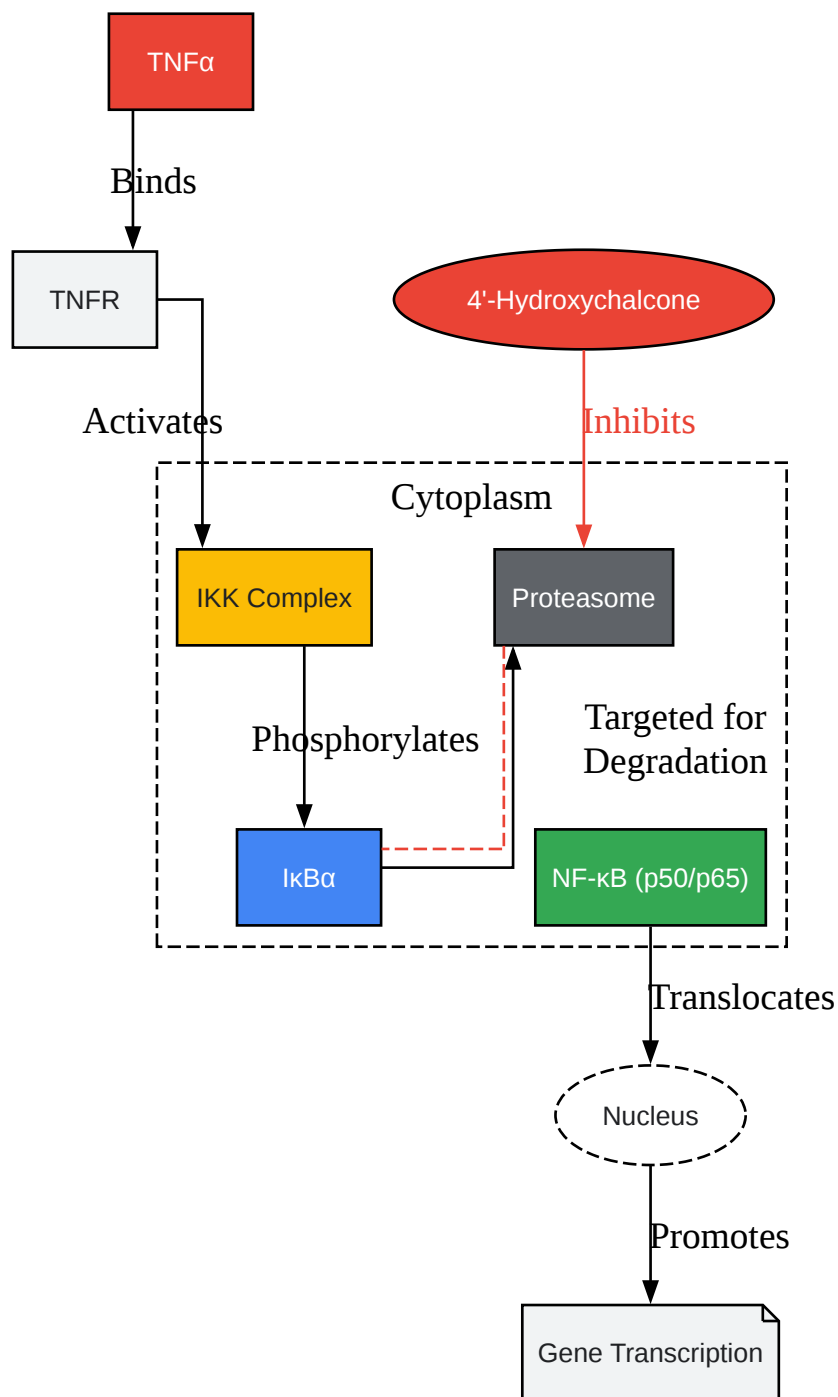 TNFα
Binds
TNFR
4'-Hydroxychalcone
Activates
Inhibits
Cytoplasm
IKK Complex
Proteasome
Phosphorylates
Targeted for
Degradation
IκBα
NF-κB (p50/p65)
Translocates
Nucleus
Promotes
Gene Transcription